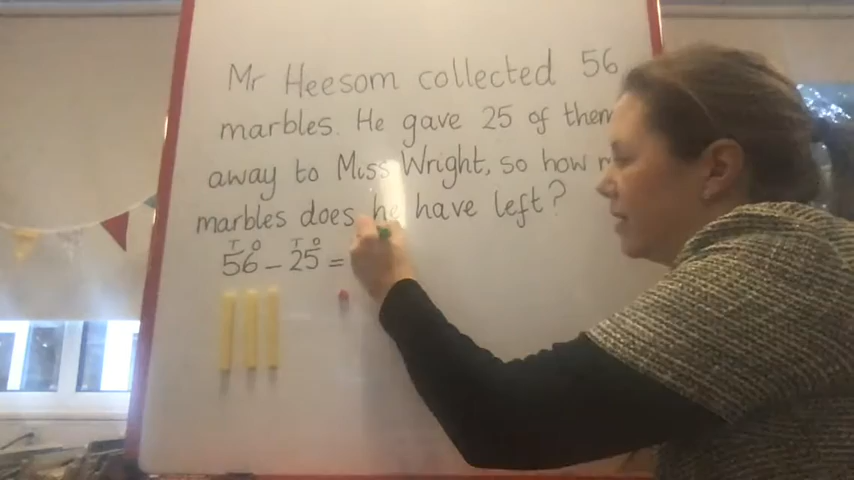 Mr Heesom collected 56
marbles. He gave 25 of them
away to Miss Wright, so how
marbles does he have left?
T O T O
56 - 25 =